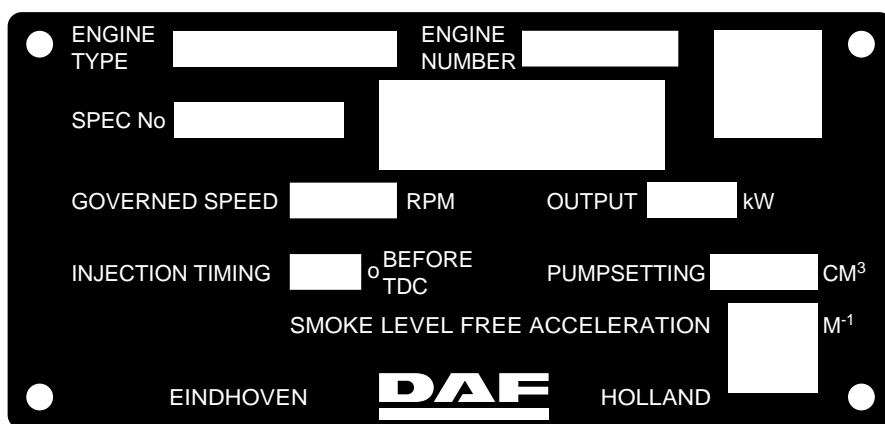 ENGINE TYPE ENGINE NUMBER
SPEC No
GOVERNED SPEED RPM OUTPUT kW
INJECTION TIMING o BEFORE TDC PUMPSETTING CM³
SMOKE LEVEL FREE ACCELERATION M⁻¹
EINDHOVEN DAF HOLLAND